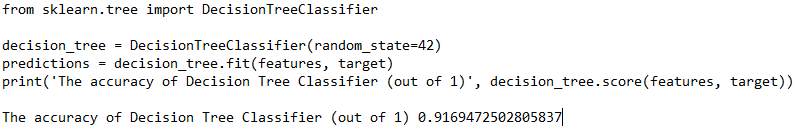 from sklearn.tree import DecisionTreeClassifier
decision_tree = DecisionTreeClassifier(random_state=42)
predictions = decision_tree.fit(features, target)
print('The accuracy of Decision Tree Classifier (out of 1)', decision_tree.score(features, target))
The accuracy of Decision Tree Classifier (out of 1) 0.9169472502805837